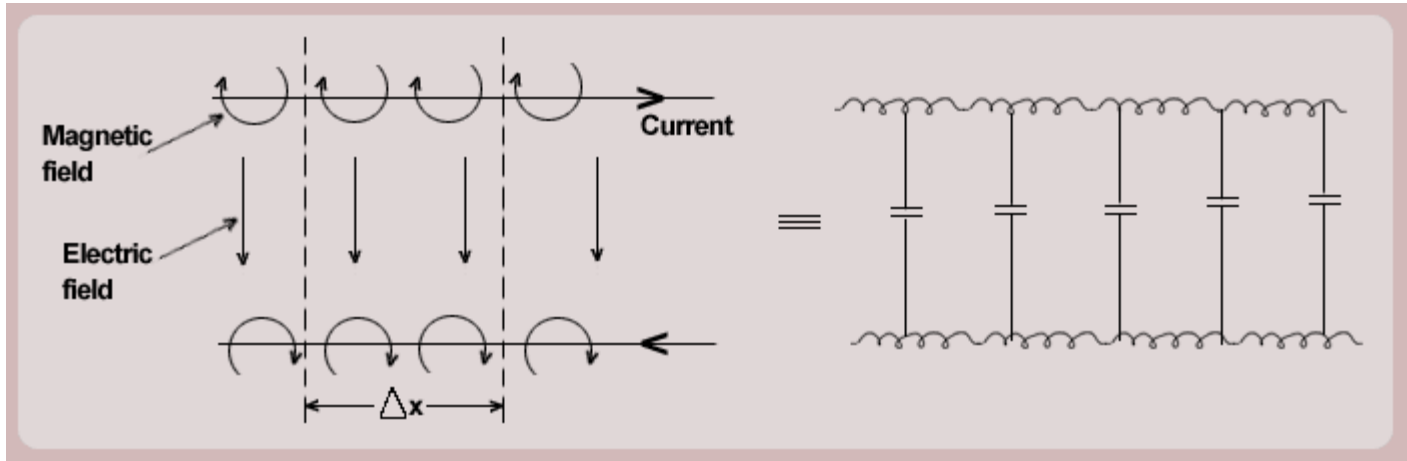 Magnetic
field
Current
Electric
field
Δx